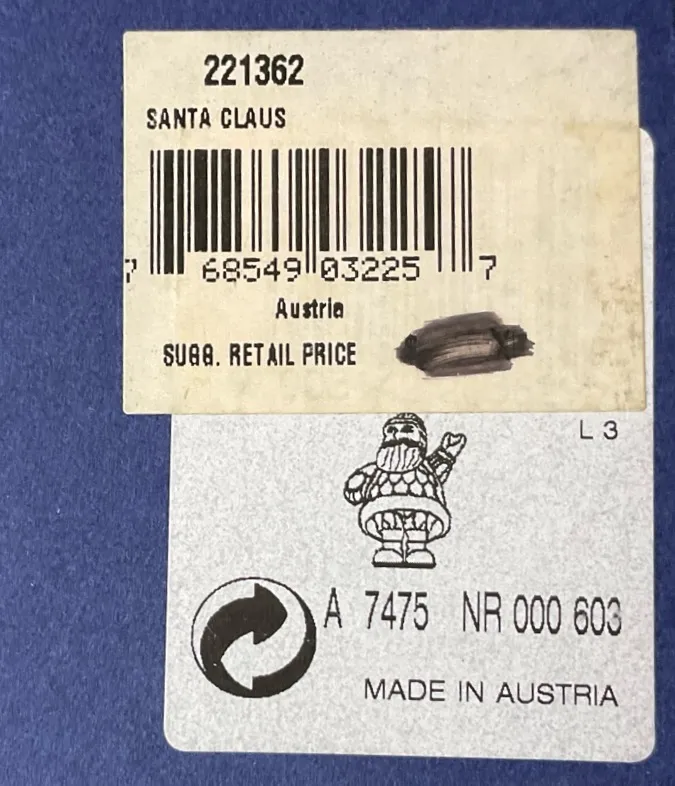 221362
SANTA CLAUS
7 68549 03225 7
Austria
SUGG. RETAIL PRICE
L 3
A 7475 NR 000 603
MADE IN AUSTRIA